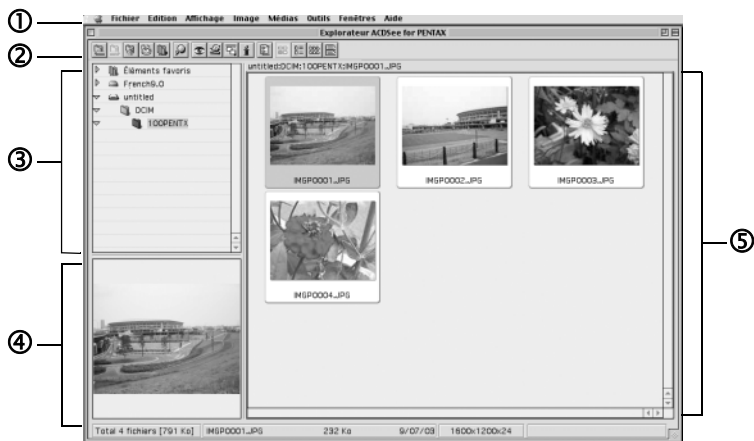 ①
Fichier Edition Affichage Image Médias Outils Fenêtres Aide
Explorateur ACDSee for PENTAX
②
untitled:DCIM:100PENTX:IMGP0001.JPG
③
Éléments favoris
French9.0
untitled
DCIM
100PENTX
IMGP0001.JPG
IMGP0002.JPG
IMGP0003.JPG
IMGP0004.JPG
④
⑤
Total 4 fichiers [791 Ko]
IMGP0001.JPG
232 Ko
9/07/03
1600x1200x24